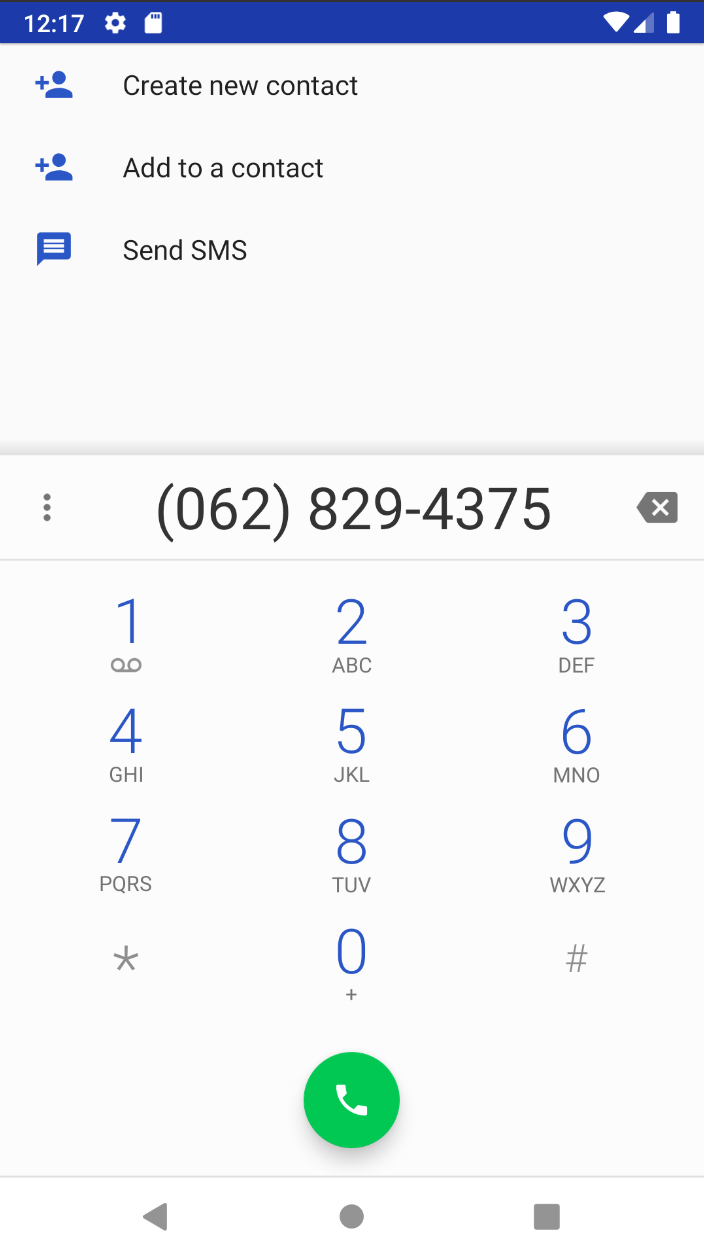 12:17
Create new contact
Add to a contact
Send SMS
(062) 829-4375
1 2 3
ABC DEF
4 5 6
GHI JKL MNO
7 8 9
PQRS TUV WXYZ
* 0 #
+